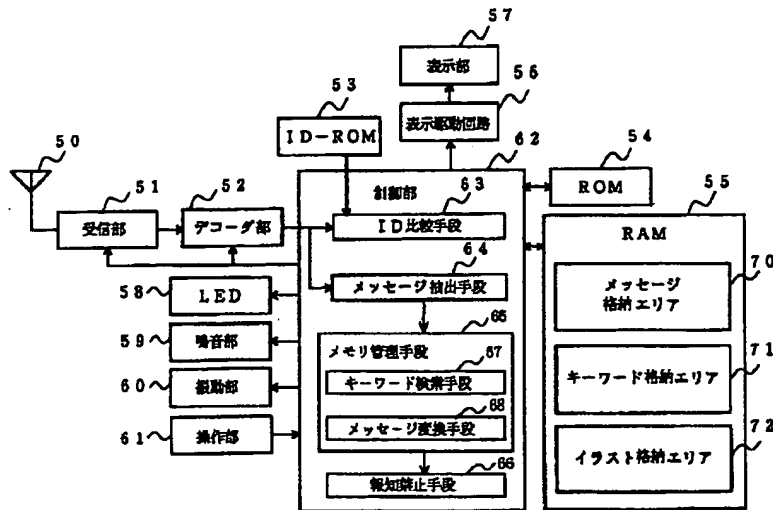 57
表示部
53
56
ID-ROM
表示駆動回路
50
62
54
51
52
制御部
63
ROM
55
受信部
デコーダ部
ID比較手段
RAM
64
70
58
LED
メッセージ抽出手段
メッセージ
格納エリア
65
59
鳴音部
メモリ管理手段
67
71
60
振動部
キーワード検索手段
キーワード格納エリア
68
61
操作部
メッセージ変換手段
72
66
イラスト格納エリア
報知禁止手段